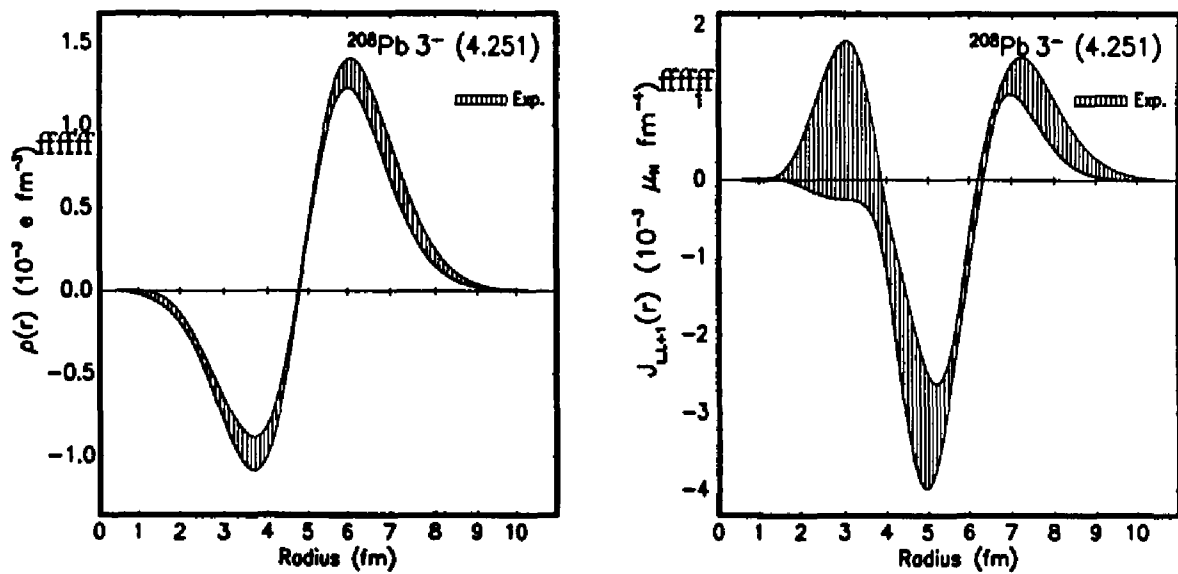 ²⁰⁸Pb 3⁻ (4.251)
Exp.
ρ(r) (10⁻³ e fm⁻³)
ffffff
1.5
1.0
0.5
0.0
−0.5
−1.0
0 1 2 3 4 5 6 7 8 9 10
Radius (fm)
²⁰⁸Pb 3⁻ (4.251)
Exp.
J_{L,L+1}(r) (10⁻³ μ_N fm⁻⁴)
ffffff
2
1
0
−1
−2
−3
−4
0 1 2 3 4 5 6 7 8 9 10
Radius (fm)